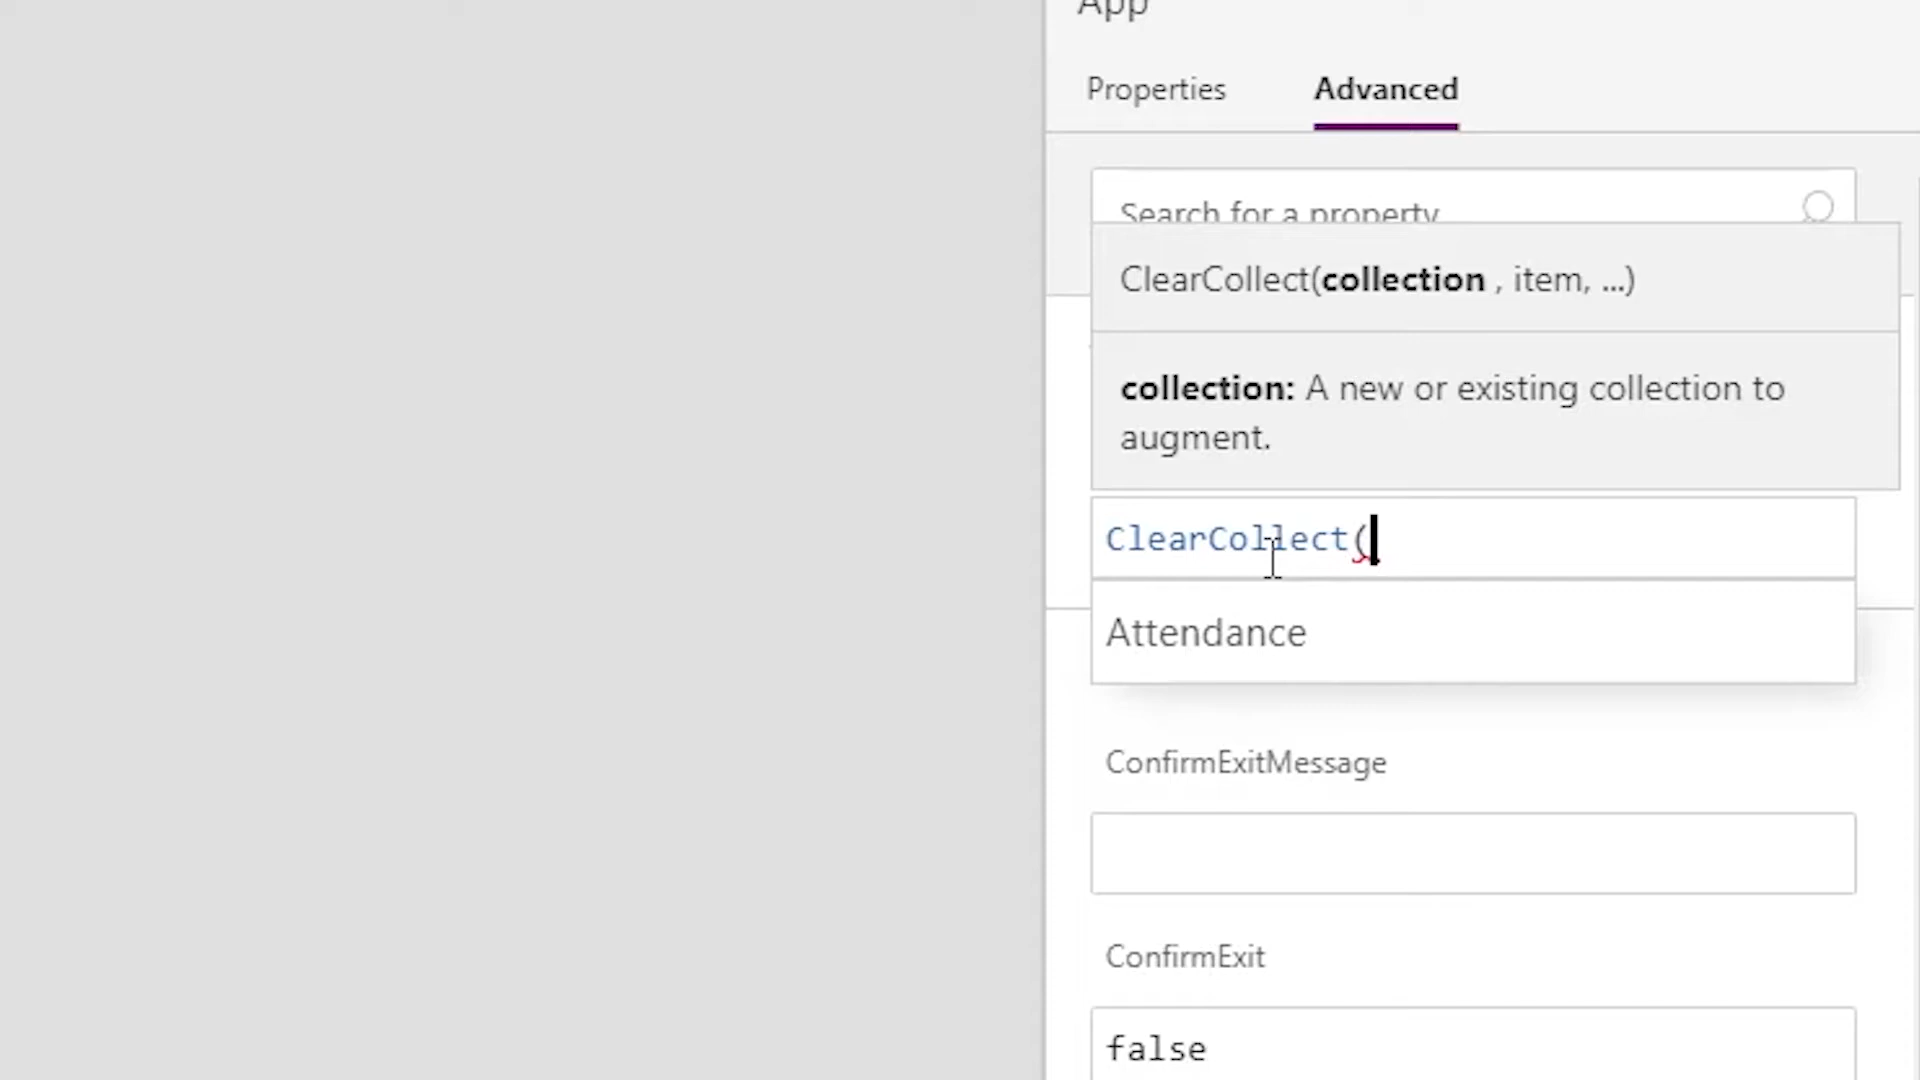 App
Properties Advanced
Search for a property
ClearCollect(collection , item, ...)
collection: A new or existing collection to
augment.
ClearCollect(
Attendance
ConfirmExitMessage
ConfirmExit
false